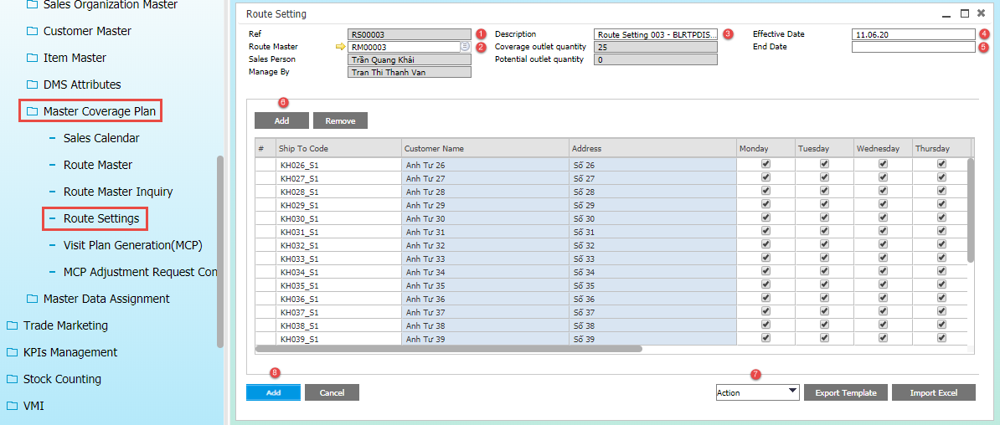 Sales Organization Master
Customer Master
Item Master
DMS Attributes
Master Coverage Plan
Sales Calendar
Route Master
Route Master Inquiry
Route Settings
Visit Plan Generation(MCP)
MCP Adjustment Request Con
Master Data Assignment
Trade Marketing
KPIs Management
Stock Counting
VMI
Route Setting
Ref RS00003 1 Description Route Setting 003 - BLRTPDIS... 3 Effective Date 11.06.20 4
Route Master RM00003 2 Coverage outlet quantity 25 End Date 5
Sales Person Trần Quang Khải Potential outlet quantity 0
Manage By Tran Thi Thanh Van
6
Add Remove
# Ship To Code Customer Name Address Monday Tuesday Wednesday Thursday
KH026_S1 Anh Tư 26 Số 26
KH027_S1 Anh Tư 27 Số 27
KH028_S1 Anh Tư 28 Số 28
KH029_S1 Anh Tư 29 Số 29
KH030_S1 Anh Tư 30 Số 30
KH031_S1 Anh Tư 31 Số 31
KH032_S1 Anh Tư 32 Số 32
KH033_S1 Anh Tư 33 Số 33
KH034_S1 Anh Tư 34 Số 34
KH035_S1 Anh Tư 35 Số 35
KH036_S1 Anh Tư 36 Số 36
KH037_S1 Anh Tư 37 Số 37
KH038_S1 Anh Tư 38 Số 38
KH039_S1 Anh Tư 39 Số 39
8 7
Add Cancel Action Export Template Import Excel